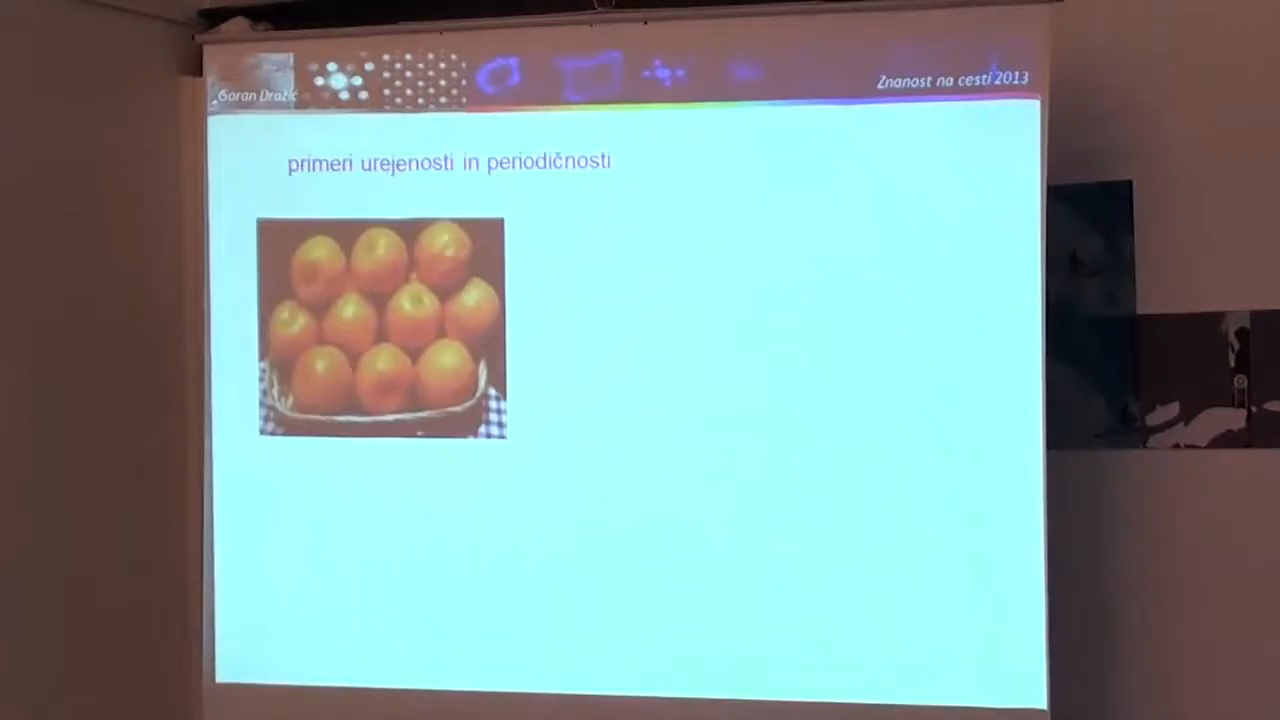 Goran Dražić
Znanost na cesti 2013
primeri urejenosti in periodičnosti